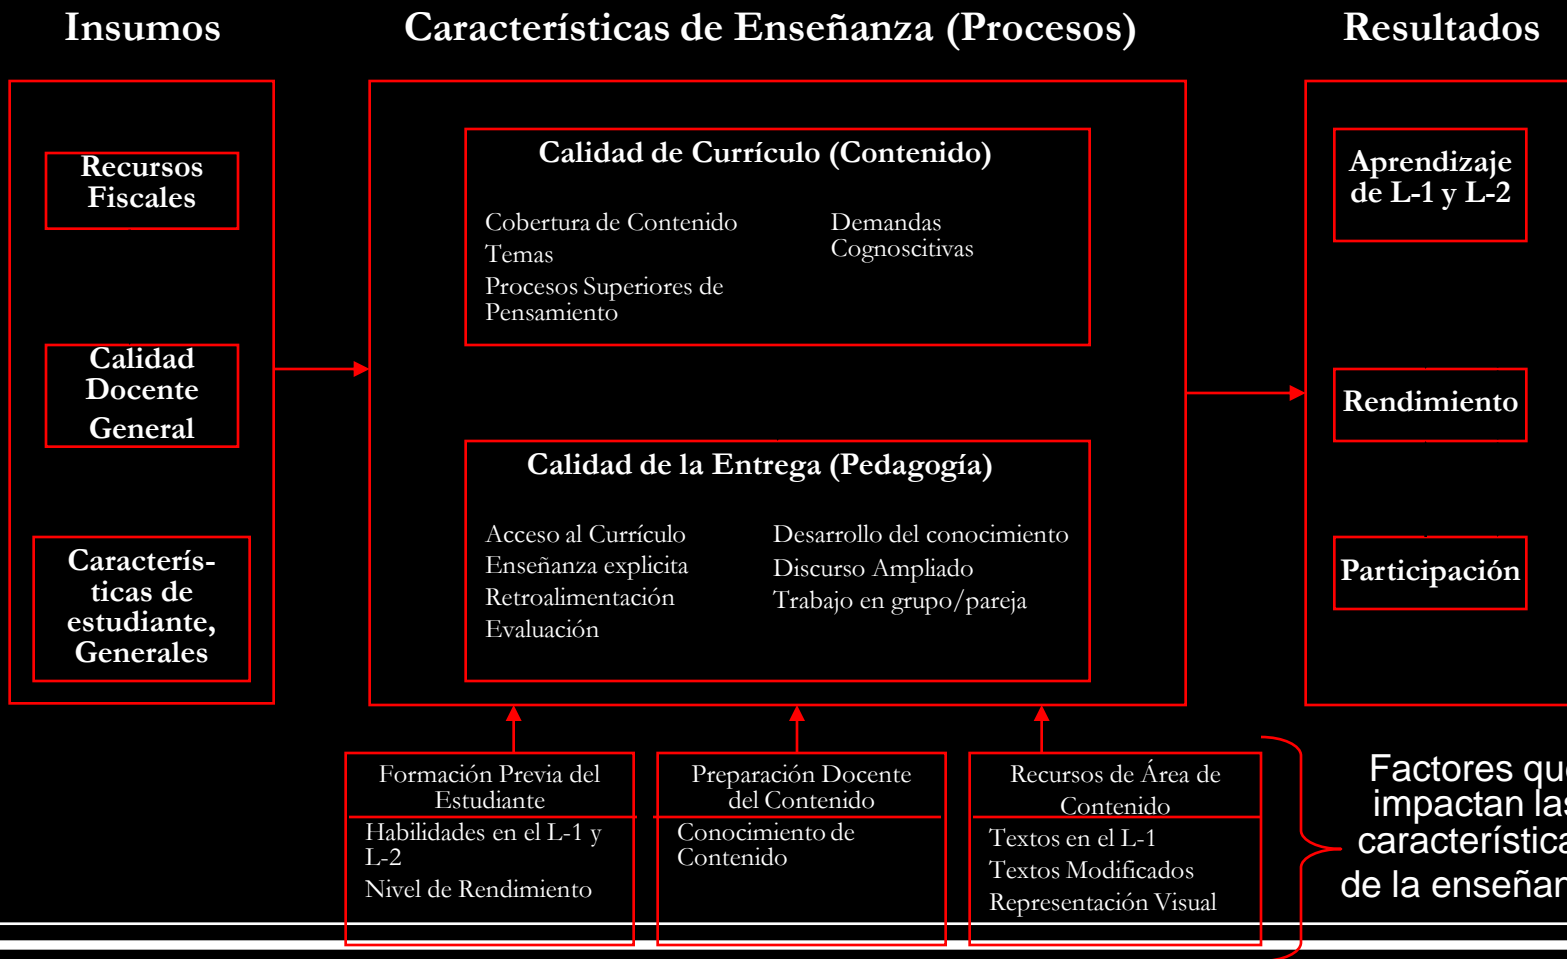 Insumos
Características de Enseñanza (Procesos)
Resultados
Recursos
Fiscales
Calidad
Docente
General
Caracterís-
ticas de
estudiante,
Generales
Calidad de Currículo (Contenido)
Cobertura de Contenido
Temas
Procesos Superiores de
Pensamiento
Demandas
Cognoscitivas
Calidad de la Entrega (Pedagogía)
Acceso al Currículo
Enseñanza explicita
Retroalimentación
Evaluación
Desarrollo del conocimiento
Discurso Ampliado
Trabajo en grupo/pareja
Aprendizaje
de L-1 y L-2
Rendimiento
Participación
Formación Previa del
Estudiante
Habilidades en el L-1 y
L-2
Nivel de Rendimiento
Preparación Docente
del Contenido
Conocimiento de
Contenido
Recursos de Área de
Contenido
Textos en el L-1
Textos Modificados
Representación Visual
Factores que
impactan las
característica
de la enseñan